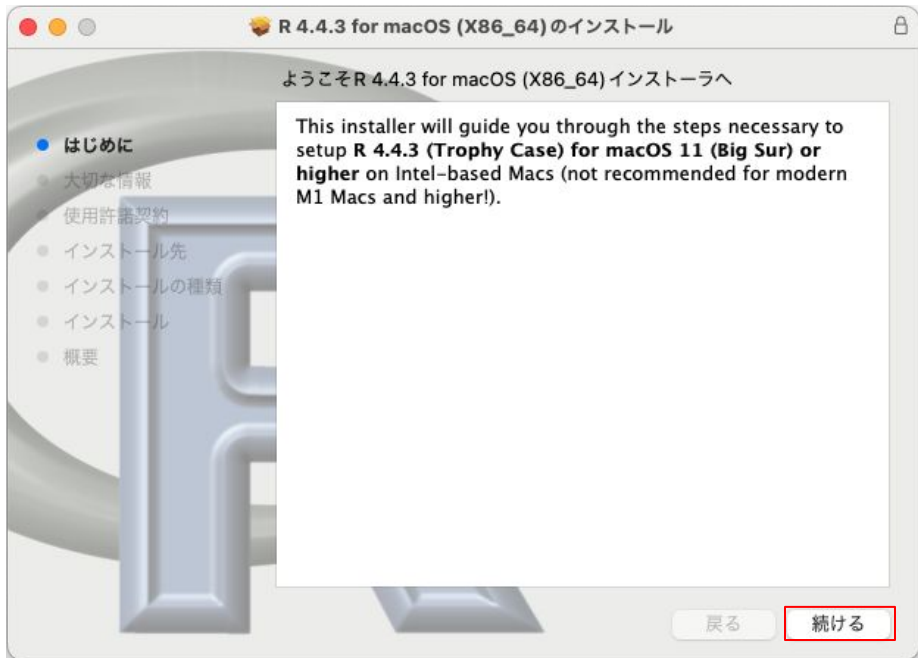 R 4.4.3 for macOS (X86_64)のインストール
ようこそR 4.4.3 for macOS (X86_64)インストーラへ
はじめに
大切な情報
使用許諾契約
インストール先
インストールの種類
インストール
概要
This installer will guide you through the steps necessary to
setup R 4.4.3 (Trophy Case) for macOS 11 (Big Sur) or
higher on Intel-based Macs (not recommended for modern
M1 Macs and higher!).
戻る
続ける